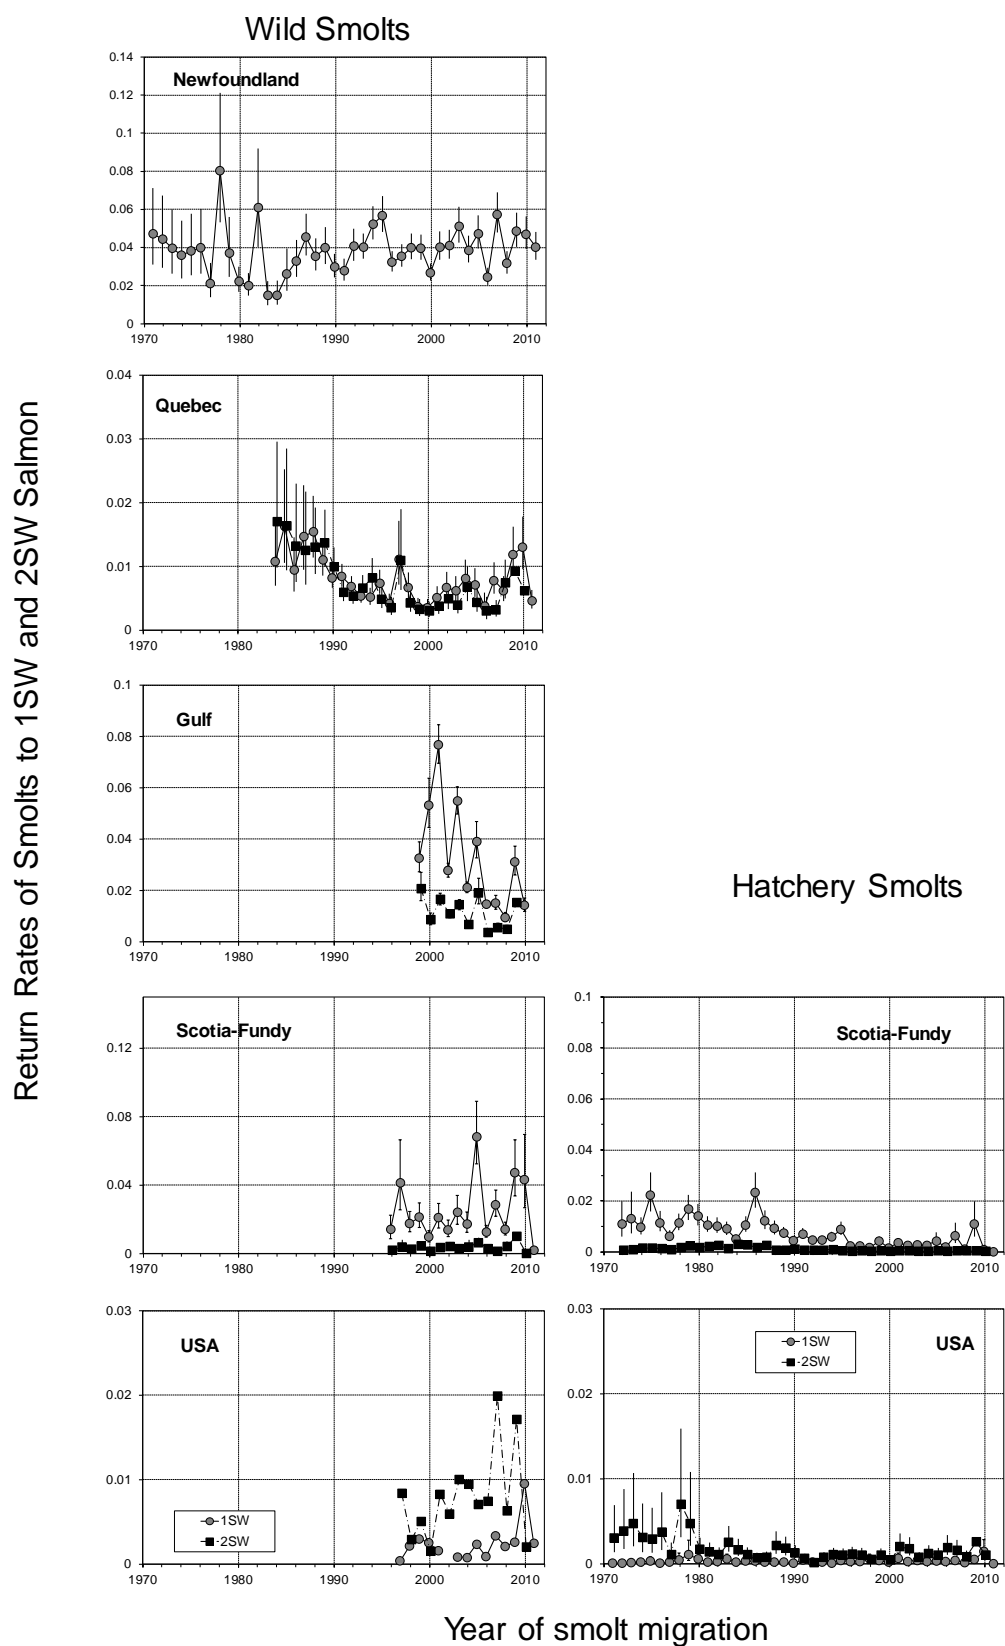 Wild Smolts
Newfoundland
0.14
0.12
0.1
0.08
0.06
0.04
0.02
0
1970 1980 1990 2000 2010
Quebec
0.04
0.03
0.02
0.01
0
1970 1980 1990 2000 2010
Gulf
0.1
0.08
0.06
0.04
0.02
0
1970 1980 1990 2000 2010
Scotia-Fundy
0.12
0.08
0.04
0
1970 1980 1990 2000 2010
USA
0.03
0.02
0.01
0
1SW
2SW
1970 1980 1990 2000 2010
Hatchery Smolts
Scotia-Fundy
0.1
0.08
0.06
0.04
0.02
0
1970 1980 1990 2000 2010
USA
1SW
2SW
0.03
0.02
0.01
0
1970 1980 1990 2000 2010
Return Rates of Smolts to 1SW and 2SW Salmon
Year of smolt migration